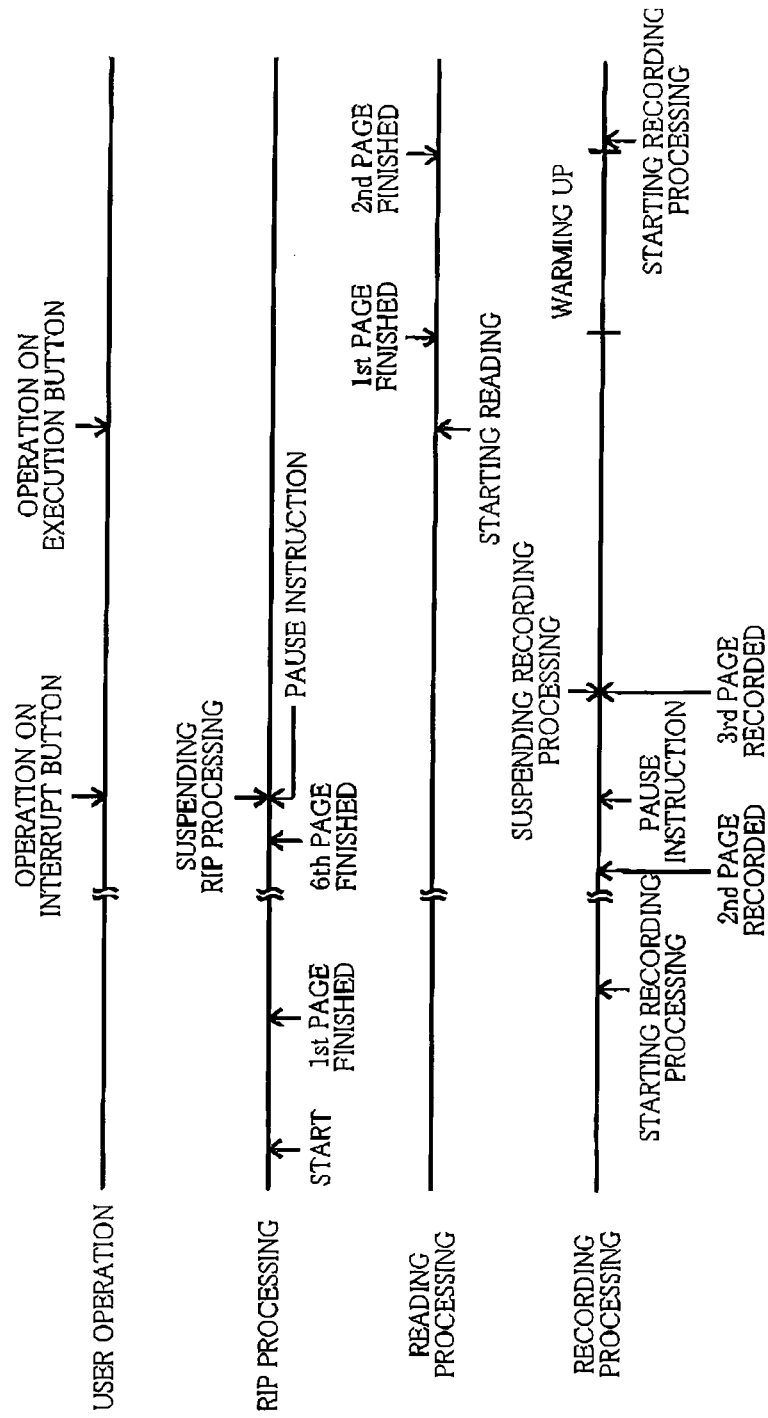 USER OPERATION
OPERATION ON
INTERRUPT BUTTON
OPERATION ON
EXECUTION BUTTON
RIP PROCESSING
START
1st PAGE
FINISHED
6th PAGE
FINISHED
SUSPENDING
RIP PROCESSING
PAUSE INSTRUCTION
READING
PROCESSING
STARTING READING
1st PAGE
FINISHED
2nd PAGE
FINISHED
RECORDING
PROCESSING
STARTING RECORDING
PROCESSING
2nd PAGE
RECORDED
PAUSE
INSTRUCTION
SUSPENDING RECORDING
PROCESSING
3rd PAGE
RECORDED
WARMING UP
STARTING RECORDING
PROCESSING